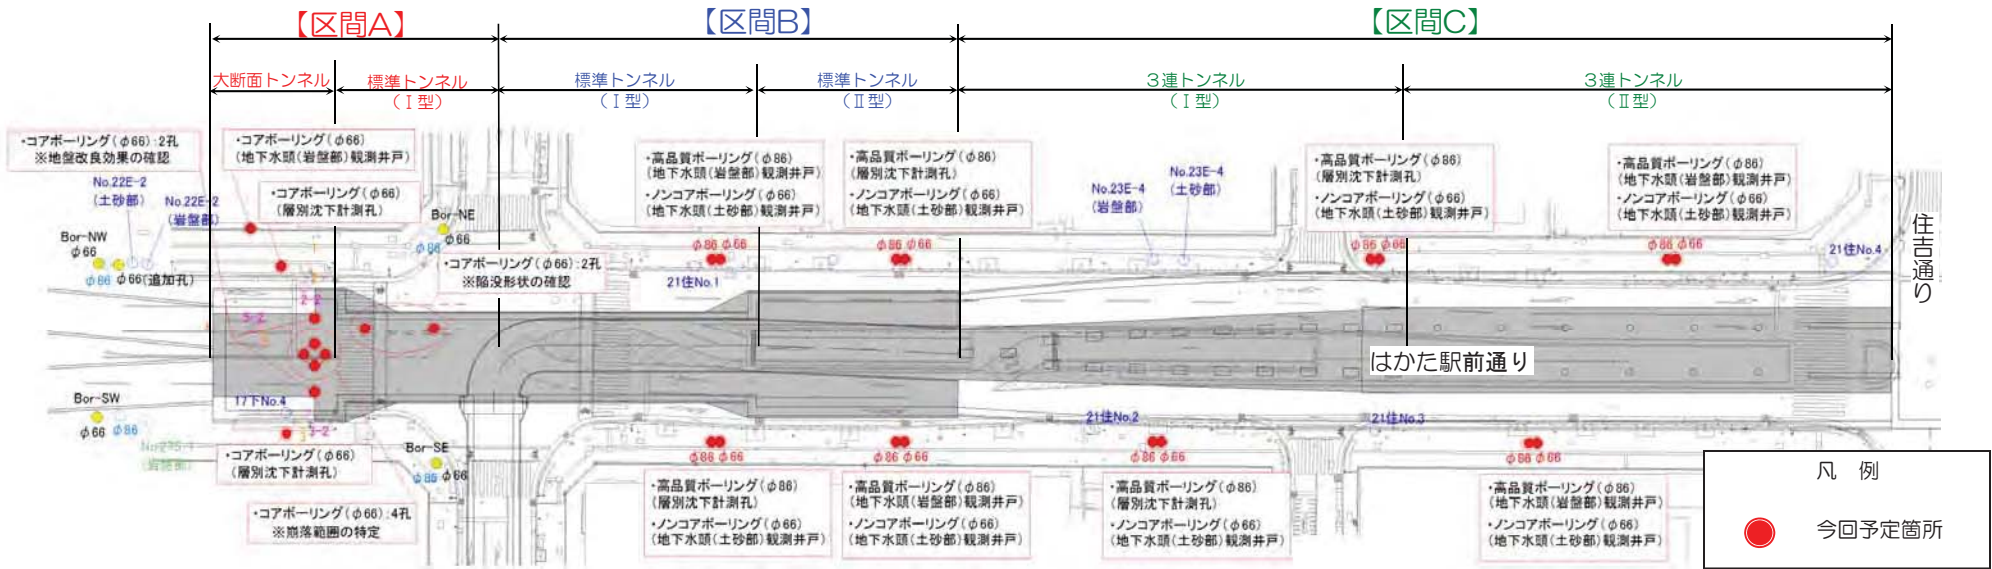 【区間A】
【区間B】
【区間C】
大断面トンネル
標準トンネル
(Ⅰ型)
標準トンネル
(Ⅰ型)
標準トンネル
(Ⅱ型)
3連トンネル
(Ⅰ型)
3連トンネル
(Ⅱ型)
・コアボーリング(φ66):2孔
※地盤改良効果の確認
・コアボーリング(φ66)
(地下水頭(岩盤部)観測井戸)
・コアボーリング(φ66)
(層別沈下計測孔)
・高品質ボーリング(φ86)
(地下水頭(岩盤部)観測井戸)
・ノンコアボーリング(φ66)
(地下水頭(土砂部)観測井戸)
・高品質ボーリング(φ86)
(層別沈下計測孔)
・ノンコアボーリング(φ66)
(地下水頭(土砂部)観測井戸)
No.23E-4
(岩盤部)
No.23E-4
(土砂部)
・高品質ボーリング(φ86)
(層別沈下計測孔)
・ノンコアボーリング(φ66)
(地下水頭(土砂部)観測井戸)
・高品質ボーリング(φ86)
(地下水頭(岩盤部)観測井戸)
・ノンコアボーリング(φ66)
(地下水頭(土砂部)観測井戸)
No.22E-2
(土砂部)
No.22E-2
(岩盤部)
Bor-NW
φ66
φ86 φ66(追加孔)
Bor-NE
φ66
φ86
・コアボーリング(φ66):2孔
※陥没形状の確認
φ86 φ66
21住No.1
φ86 φ66
φ86 φ66
φ86 φ66
21住No.4
住吉通り
2-2
5-2
はかた駅前通り
Bor-SW
φ66 φ86
17下No.4
3-2
Bor-SE
φ86 φ66
21住No.2
21住No.3
φ86 φ66
φ86 φ66
φ86 φ66
φ86 φ66
・コアボーリング(φ66)
(層別沈下計測孔)
・コアボーリング(φ66):4孔
※崩落範囲の特定
・高品質ボーリング(φ86)
(層別沈下計測孔)
・ノンコアボーリング(φ66)
(地下水頭(土砂部)観測井戸)
・高品質ボーリング(φ86)
(地下水頭(岩盤部)観測井戸)
・ノンコアボーリング(φ66)
(地下水頭(土砂部)観測井戸)
・高品質ボーリング(φ86)
(層別沈下計測孔)
・ノンコアボーリング(φ66)
(地下水頭(土砂部)観測井戸)
・高品質ボーリング(φ86)
(地下水頭(岩盤部)観測井戸)
・ノンコアボーリング(φ66)
(地下水頭(土砂部)観測井戸)
凡 例
今回予定箇所